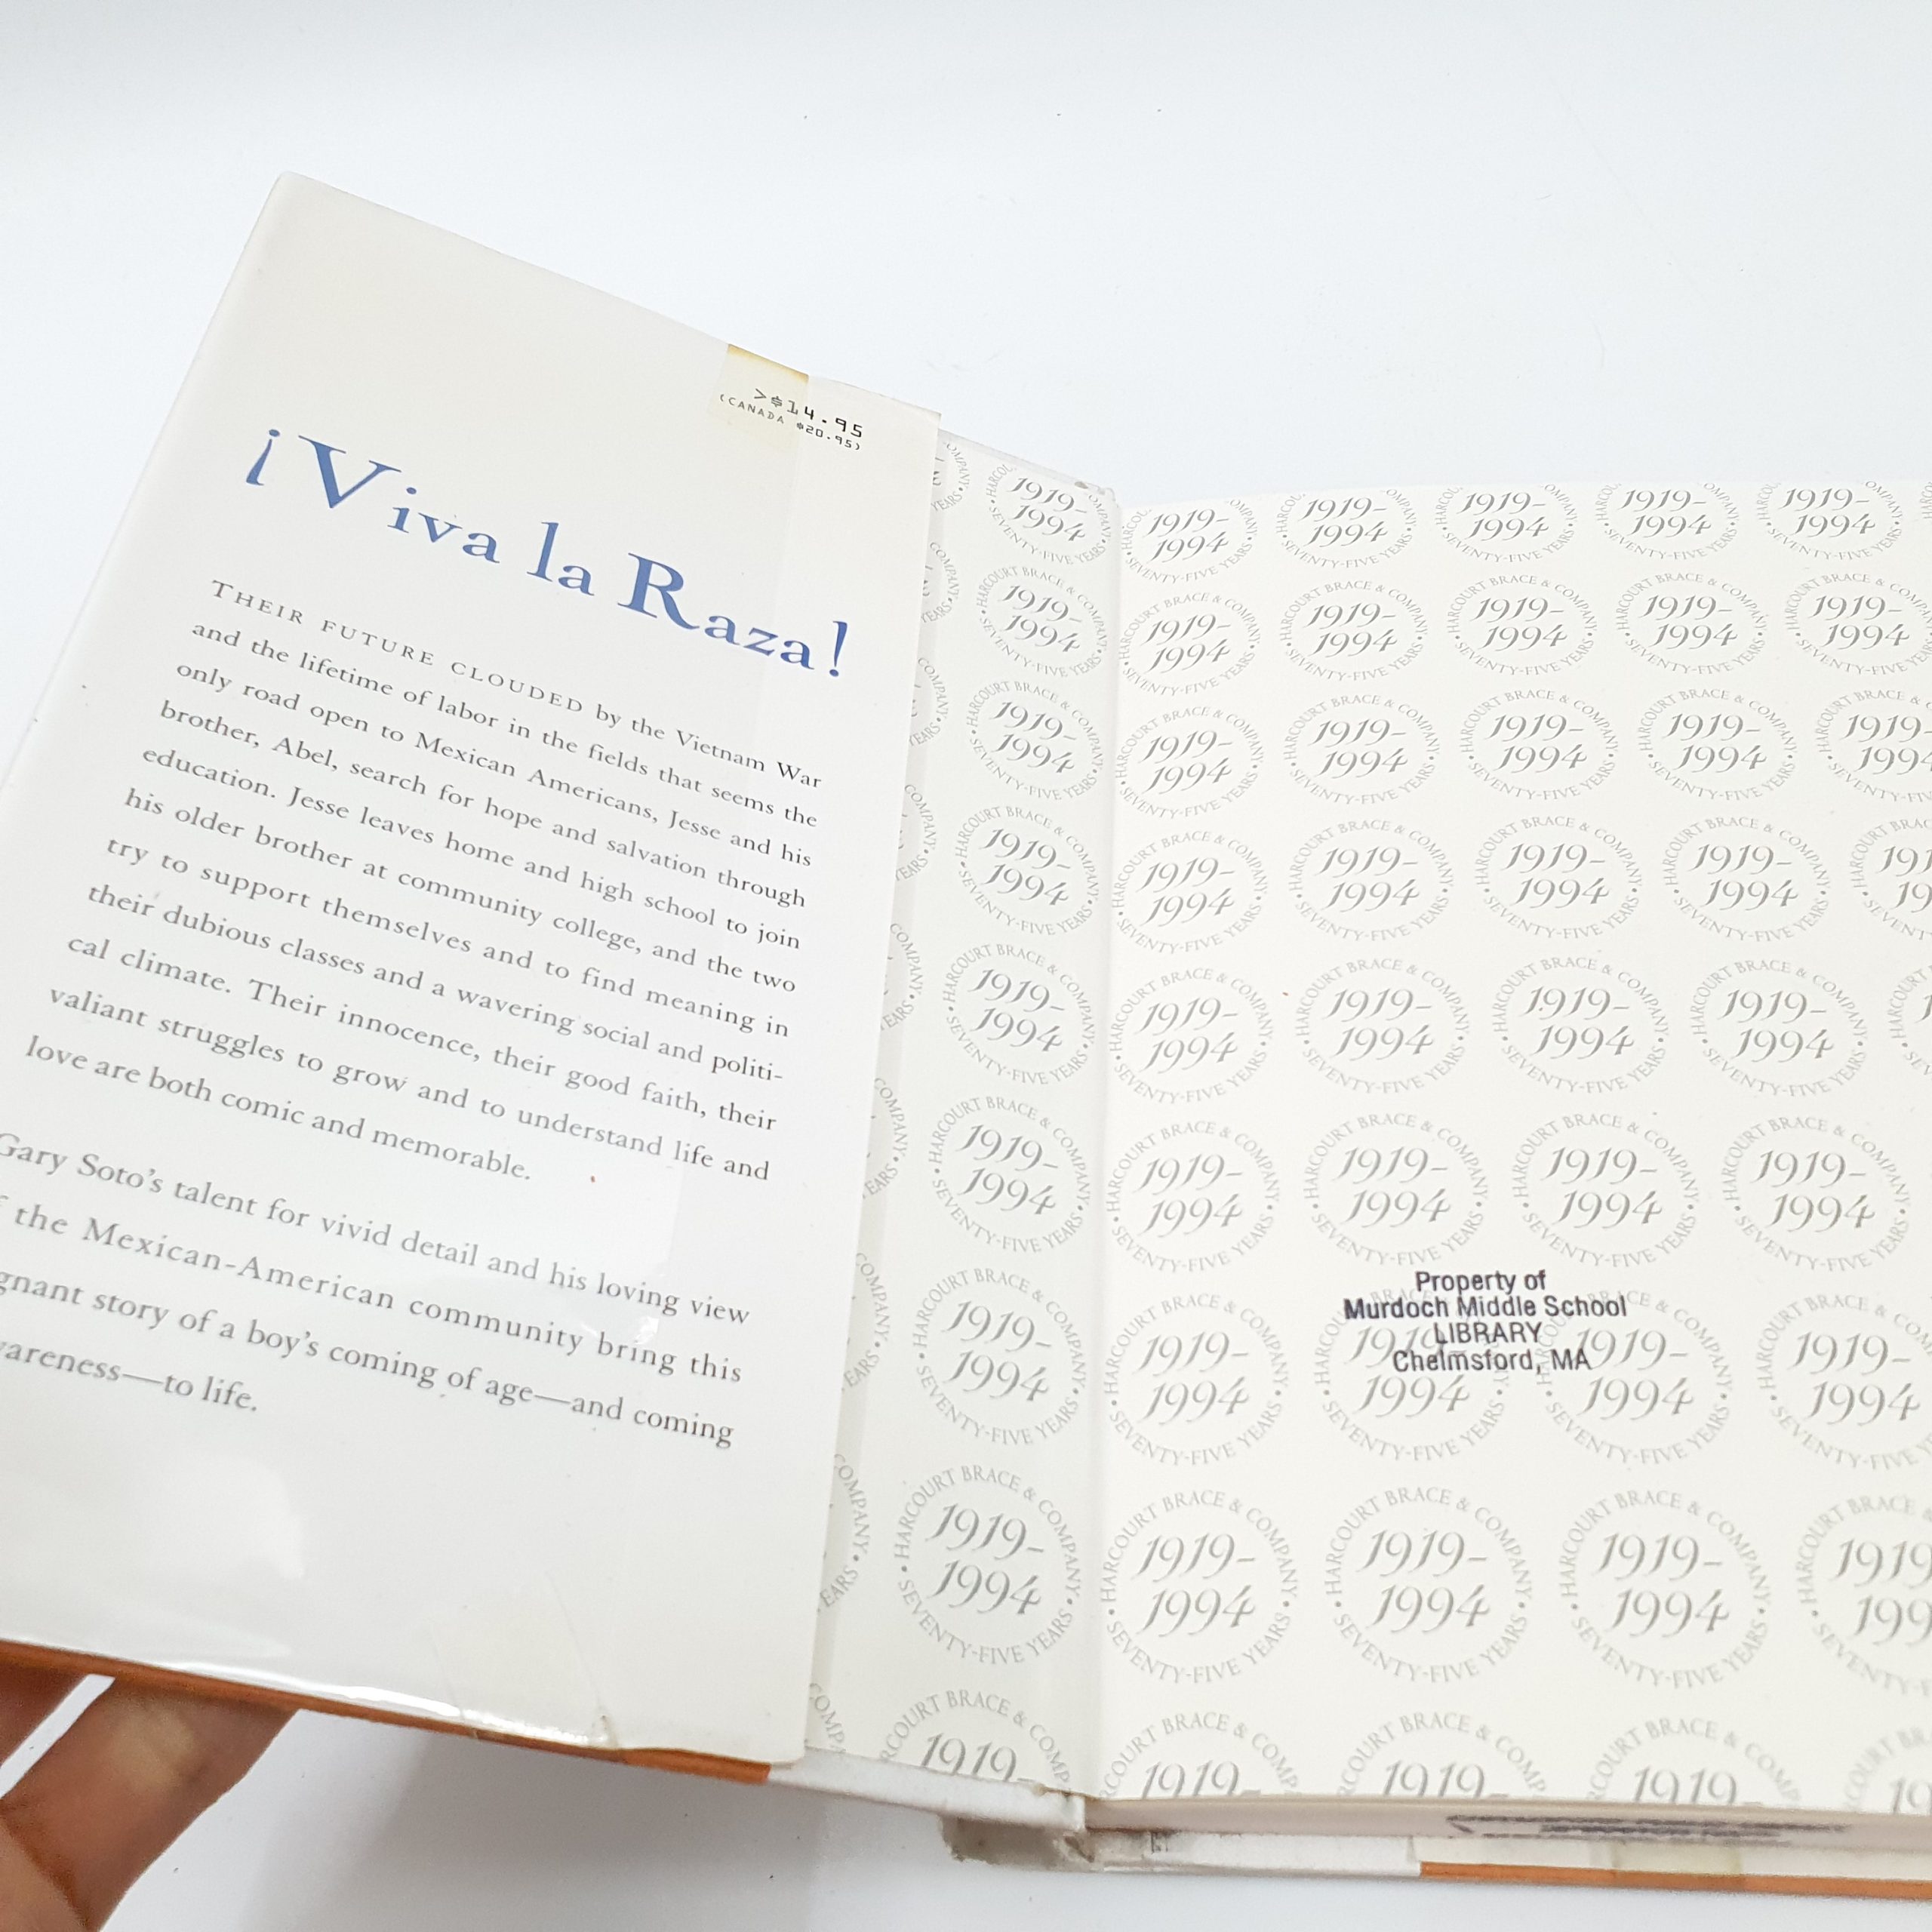 >$14.95
(CANADA $20.95)
¡Viva la Raza!
THEIR FUTURE CLOUDED by the Vietnam War
and the lifetime of labor in the fields that seems the
only road open to Mexican Americans, Jesse and his
brother, Abel, search for hope and salvation through
education. Jesse leaves home and high school to join
his older brother at community college, and the two
try to support themselves and to find meaning in
their dubious classes and a wavering social and politi-
cal climate. Their innocence, their good faith, their
valiant struggles to grow and to understand life and
love are both comic and memorable.
Gary Soto's talent for vivid detail and his loving view
the Mexican-American community bring this
story of a boy's coming of age—and coming
—to life.
HARCOURT BRACE & COMPANY
1919–
1994
• SEVENTY-FIVE YEARS •
Property of
Murdoch Middle School
LIBRARY
Chelmsford, MA